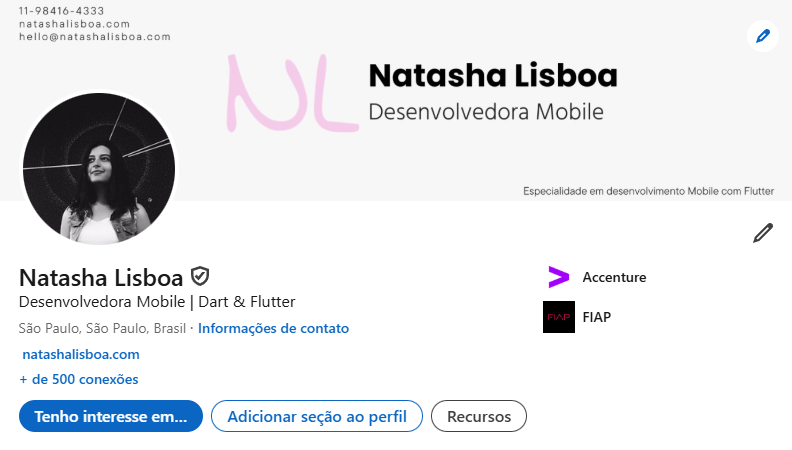 11-98416-4333
natashalisboa.com
hello@natashalisboa.com
NL
Natasha Lisboa
Desenvolvedora Mobile
Especialidade em desenvolvimento Mobile com Flutter
Natasha Lisboa
Desenvolvedora Mobile | Dart & Flutter
São Paulo, São Paulo, Brasil · Informações de contato
natashalisboa.com
+ de 500 conexões
Tenho interesse em...
Adicionar seção ao perfil
Recursos
Accenture
FIAP
FIAP